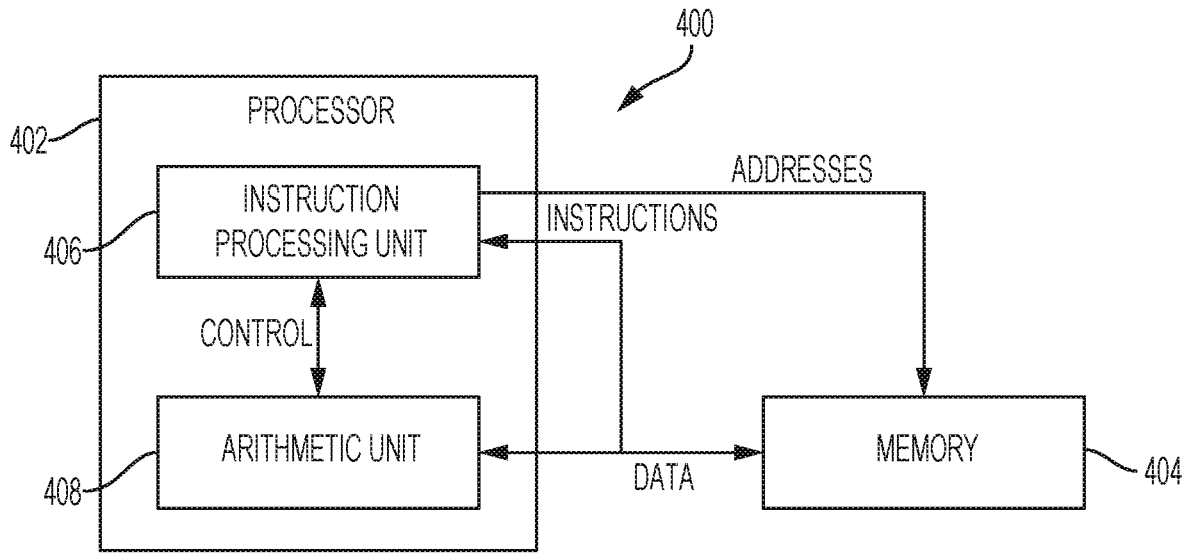 400
PROCESSOR
402
ADDRESSES
INSTRUCTION
PROCESSING UNIT
INSTRUCTIONS
406
CONTROL
ARITHMETIC UNIT
MEMORY
DATA
408
404